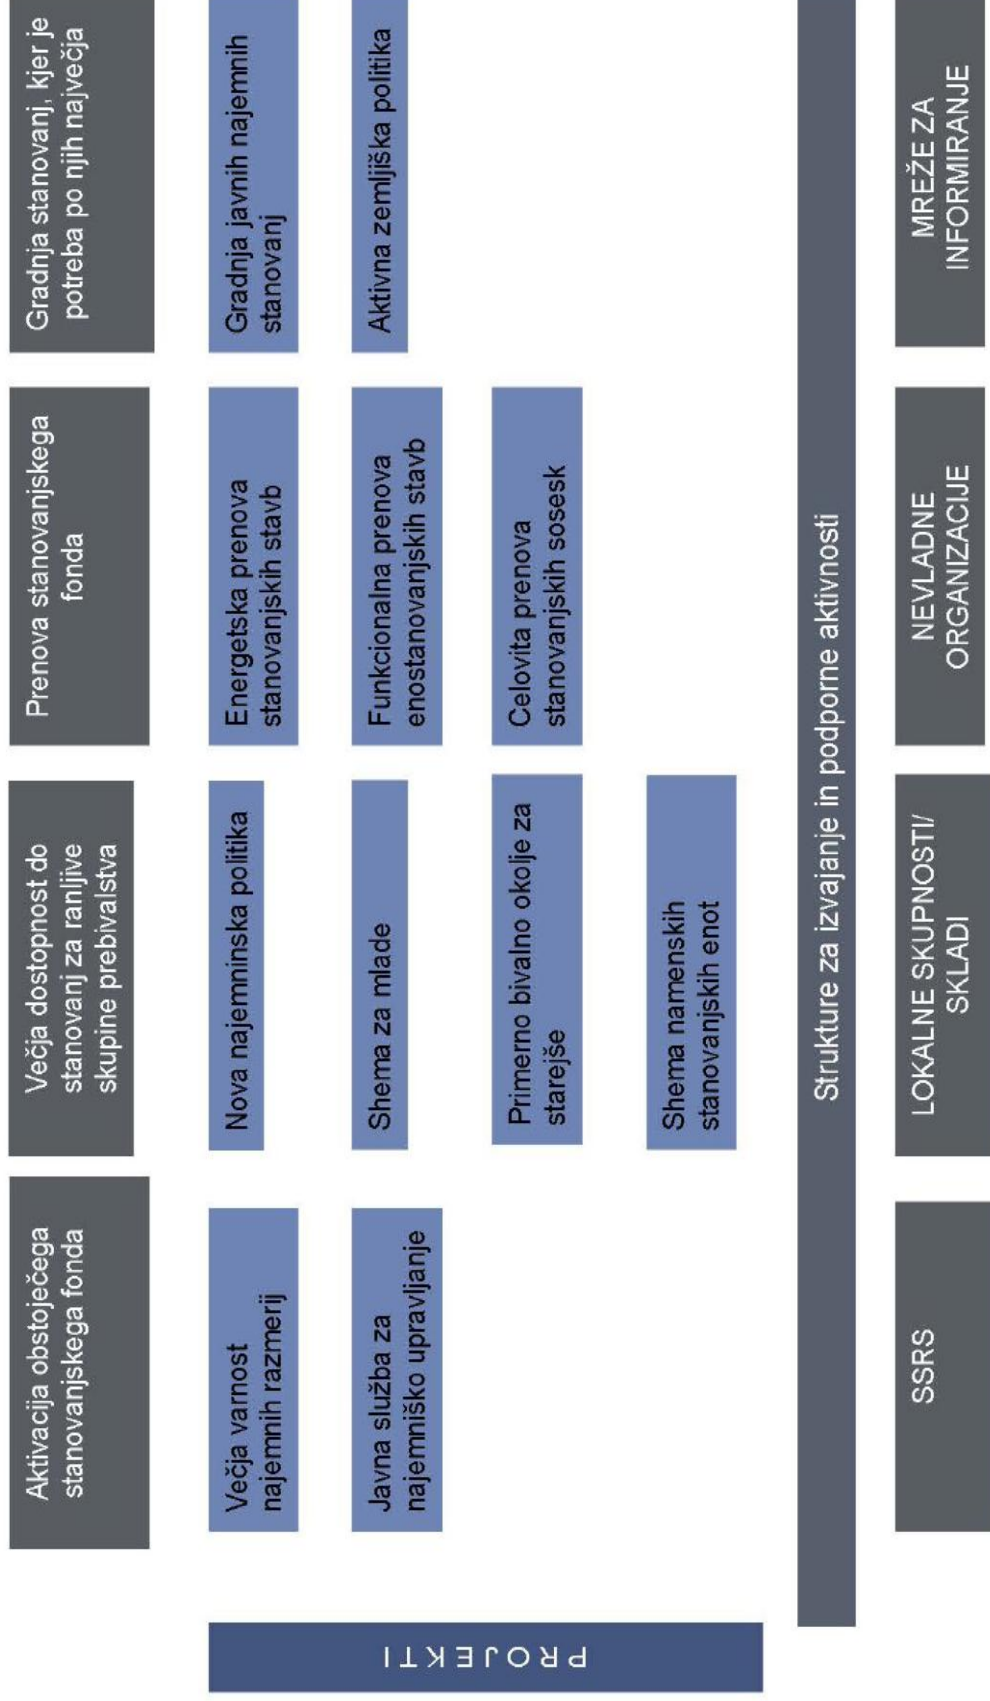 Aktivacija obstoječega
stanovanjskega fonda
Večja dostopnost do
stanovanj za ranljive
skupine prebivalstva
Prenova stanovanjskega
fonda
Gradnja stanovanj, kjer je
potreba po njih največja
PROJEKTI
Večja varnost
najemnih razmerij
Javna služba za
najemniško upravljanje
Nova najemninska politika
Shema za mlade
Primerno bivalno okolje za
starejše
Shema namenskih
stanovanjskih enot
Energetska prenova
stanovanjskih stavb
Funkcionalna prenova
enostanovanjskih stavb
Celovita prenova
stanovanjskih sosesk
Gradnja javnih najemnih
stanovanj
Aktivna zemljiška politika
Strukture za izvajanje in podporne aktivnosti
SSRS
LOKALNE SKUPNOSTI/
SKLADI
NEVLADNE
ORGANIZACIJE
MREŽE ZA
INFORMIRANJE